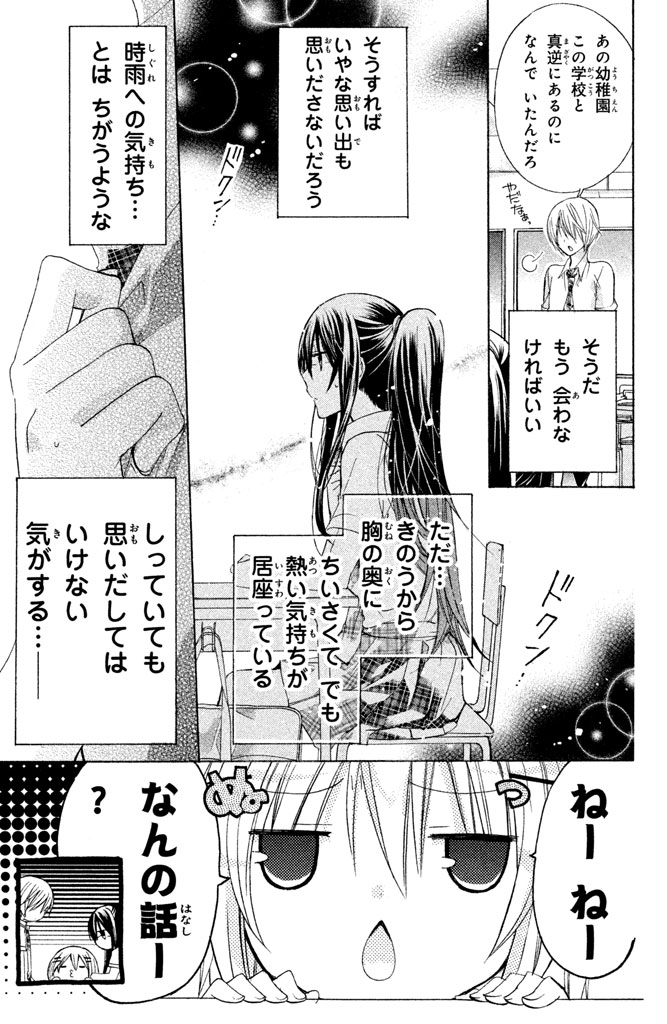 あの幼稚園
この学校と
真逆にあるのに
なんで いたんだろ
やだなぁ、
そうだ
もう 会わな
ければいい
そうすれば
いやな思い出も
思いださないだろう
ドクン…
ただ…
きのうから
胸の奥に
ちいさくて でも
熱い気持ちが
居座っている
ドクン…
時雨への気持ち…
とは ちがうような
しっていても
思いだしては
いけない
気がする…――
ねー ねー
ぬょっ
なんの話ー
?